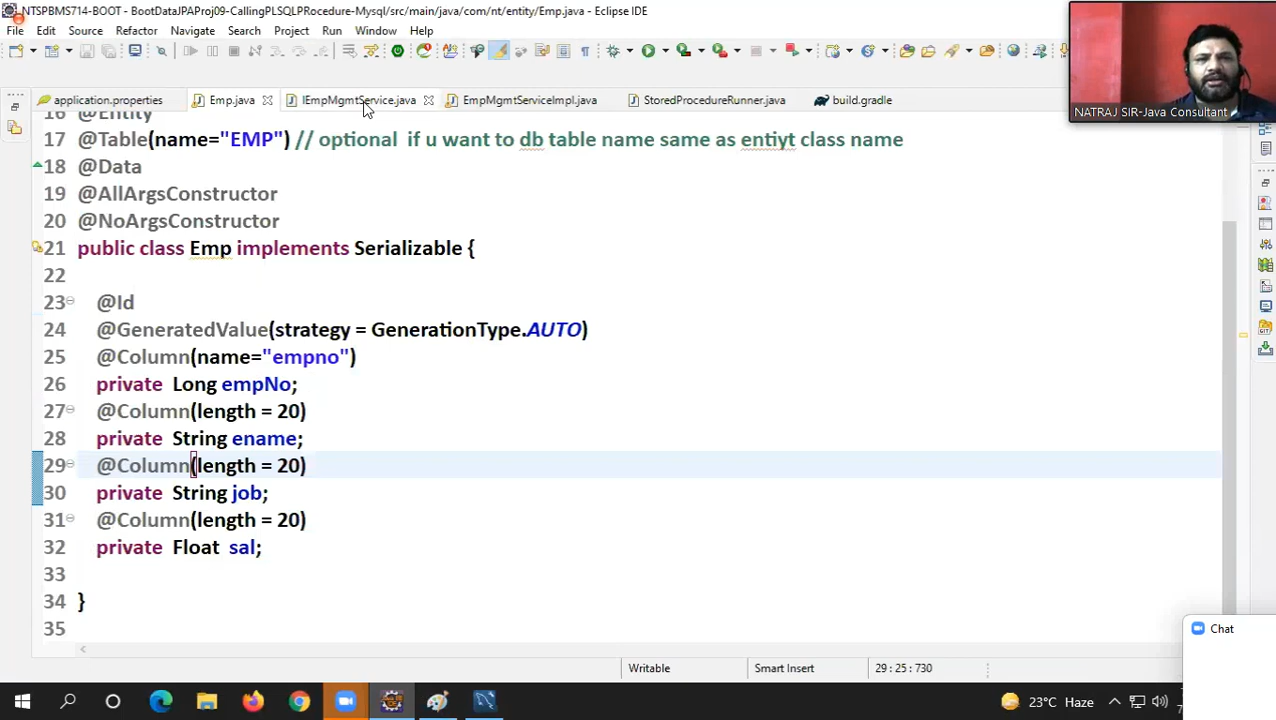 NTSPBMS714-BOOT - BootDataJPAProj09-CallingPLSQLPRocedure-Mysql/src/main/java/com/nt/entity/Emp.java - Eclipse IDE
File Edit Source Refactor Navigate Search Project Run Window Help
application.properties Emp.java IEmpMgmtService.java EmpMgmtServiceImpl.java StoredProcedureRunner.java build.gradle
NATRAJ SIR-Java Consultant
16 @Entity
17 @Table(name="EMP") // optional if u want to db table name same as entiyt class name
18 @Data
19 @AllArgsConstructor
20 @NoArgsConstructor
21 public class Emp implements Serializable {
22
23 @Id
24 @GeneratedValue(strategy = GenerationType.AUTO)
25 @Column(name="empno")
26 private Long empNo;
27 @Column(length = 20)
28 private String ename;
29 @Column(length = 20)
30 private String job;
31 @Column(length = 20)
32 private Float sal;
33
34 }
35
Chat
Writable Smart Insert 29 : 25 : 730
23°C Haze